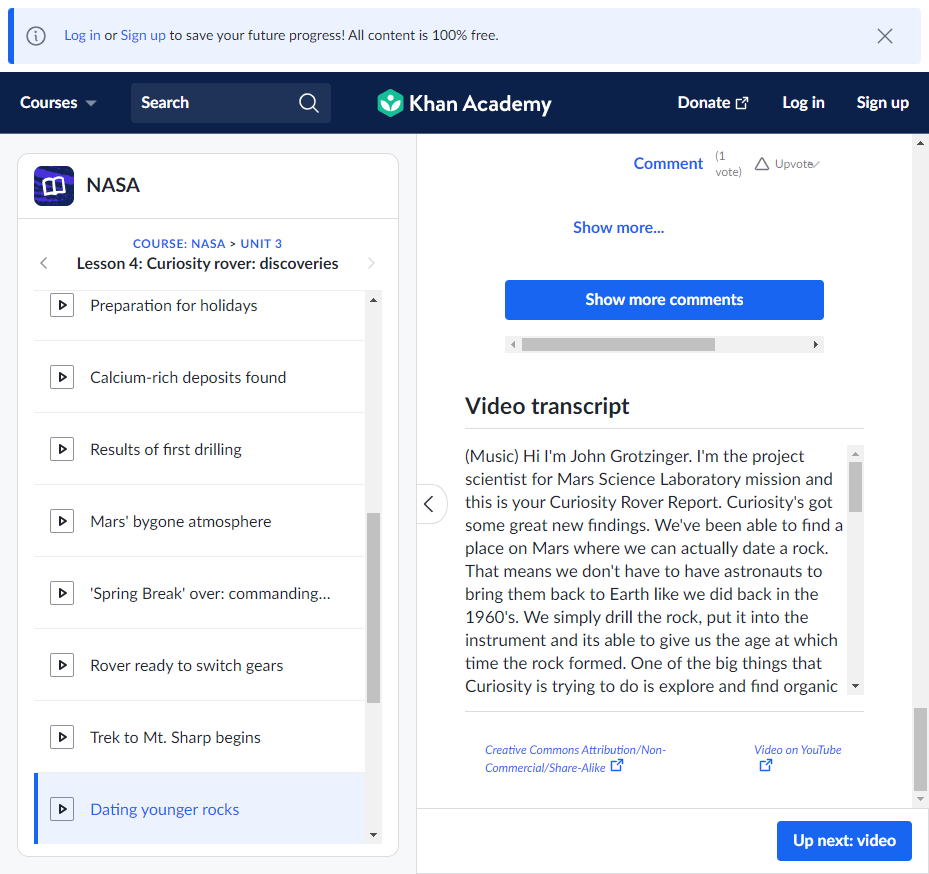 Log in or Sign up to save your future progress! All content is 100% free.
Courses
Search
Khan Academy
Donate
Log in
Sign up
NASA
COURSE: NASA > UNIT 3
Lesson 4: Curiosity rover: discoveries
Preparation for holidays
Calcium-rich deposits found
Results of first drilling
Mars' bygone atmosphere
'Spring Break' over: commanding...
Rover ready to switch gears
Trek to Mt. Sharp begins
Dating younger rocks
Comment
(1
vote)
Upvote
Show more...
Show more comments
Video transcript
(Music) Hi I'm John Grotzinger. I'm the project
scientist for Mars Science Laboratory mission and
this is your Curiosity Rover Report. Curiosity's got
some great new findings. We've been able to find a
place on Mars where we can actually date a rock.
That means we don't have to have astronauts to
bring them back to Earth like we did back in the
1960's. We simply drill the rock, put it into the
instrument and its able to give us the age at which
time the rock formed. One of the big things that
Curiosity is trying to do is explore and find organic
Creative Commons Attribution/Non-
Commercial/Share-Alike
Video on YouTube
Up next: video